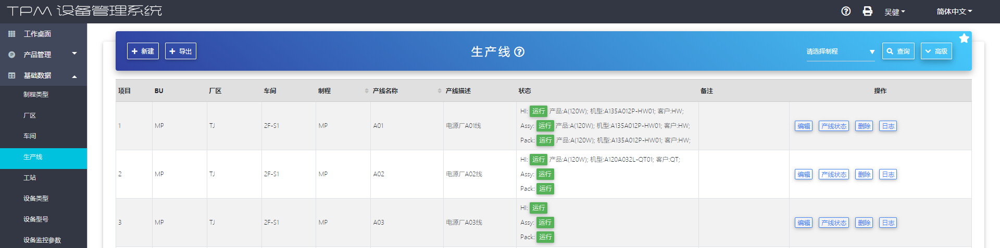 TPM 设备管理系统
吴健
简体中文
工作桌面
产品管理
基础数据
制程类型
厂区
车间
生产线
工站
设备类型
设备型号
设备监控参数
+ 新建
+ 导出
生产线
请选择制程
查询
高级
项目 BU 厂区 车间 制程 产线名称 产线描述 状态 备注 操作
HI: 运行 产品:A(120W); 机型:A135A012P-HW01; 客户:HW;
1 MP TJ 2F-S1 MP A01 电源厂A01线 Assy: 运行 产品:A(120W); 机型:A135A012P-HW01; 客户:HW; 编辑 产线状态 删除 日志
Pack: 运行 产品:A(120W); 机型:A135A012P-HW01; 客户:HW;
HI: 运行 产品:A(120W); 机型:A120A032L-QT01; 客户:QT;
2 MP TJ 2F-S1 MP A02 电源厂A02线 Assy: 运行 编辑 产线状态 删除 日志
Pack: 运行
HI: 运行
3 MP TJ 2F-S1 MP A03 电源厂A03线 Assy: 运行 编辑 产线状态 删除 日志
Pack: 运行